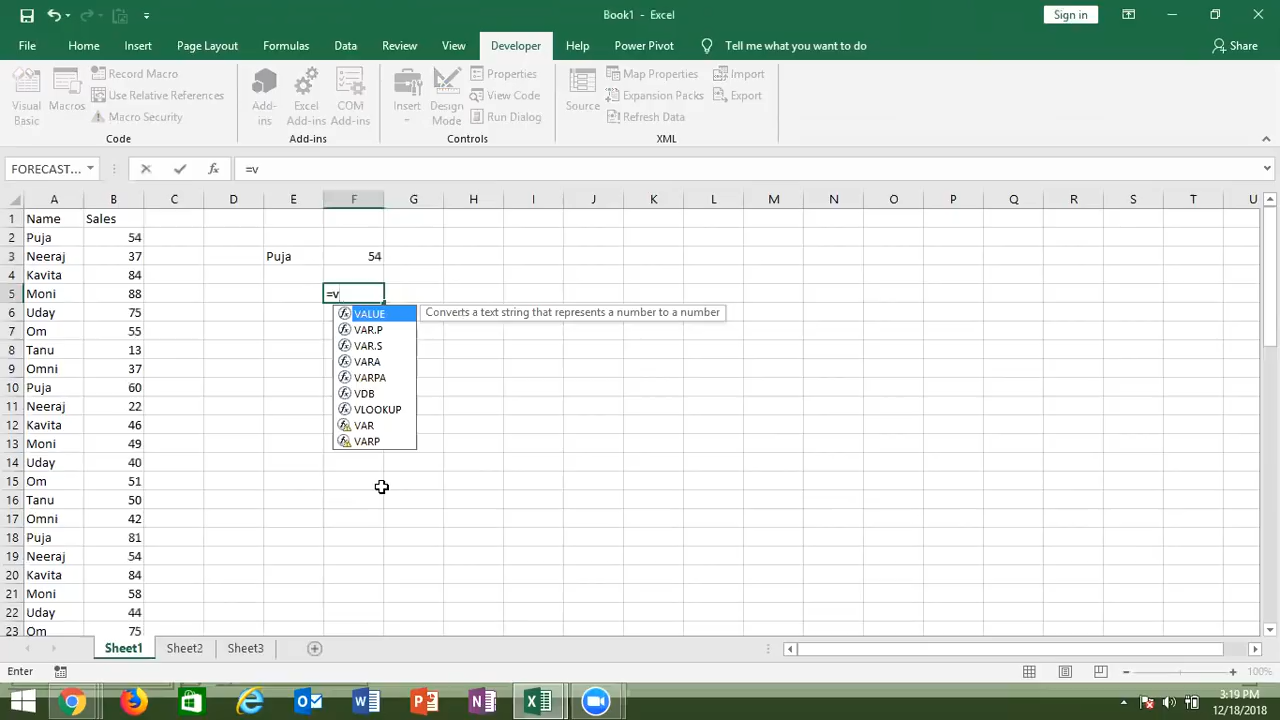 Book1 - Excel
Sign in
File Home Insert Page Layout Formulas Data Review View Developer Help Power Pivot Tell me what you want to do Share
Visual Basic
Macros
Record Macro
Use Relative References
Macro Security
Code
Add-ins
Excel Add-ins
COM Add-ins
Add-ins
Insert
Design Mode
Properties
View Code
Run Dialog
Controls
Source
Map Properties
Expansion Packs
Refresh Data
Import
Export
XML
FORECAST... =v
A B C D E F G H I J K L M N O P Q R S T U
1 Name Sales
2 Puja 54
3 Neeraj 37 Puja 54
4 Kavita 84
5 Moni 88 =v
6 Uday 75
7 Om 55
8 Tanu 13
9 Omni 37
10 Puja 60
11 Neeraj 22
12 Kavita 46
13 Moni 49
14 Uday 40
15 Om 51
16 Tanu 50
17 Omni 42
18 Puja 81
19 Neeraj 54
20 Kavita 84
21 Moni 58
22 Uday 44
23 Om 75
VALUE Converts a text string that represents a number to a number
VAR.P
VAR.S
VARA
VARPA
VDB
VLOOKUP
VAR
VARP
Sheet1 Sheet2 Sheet3
Enter 100%
3:19 PM
12/18/2018